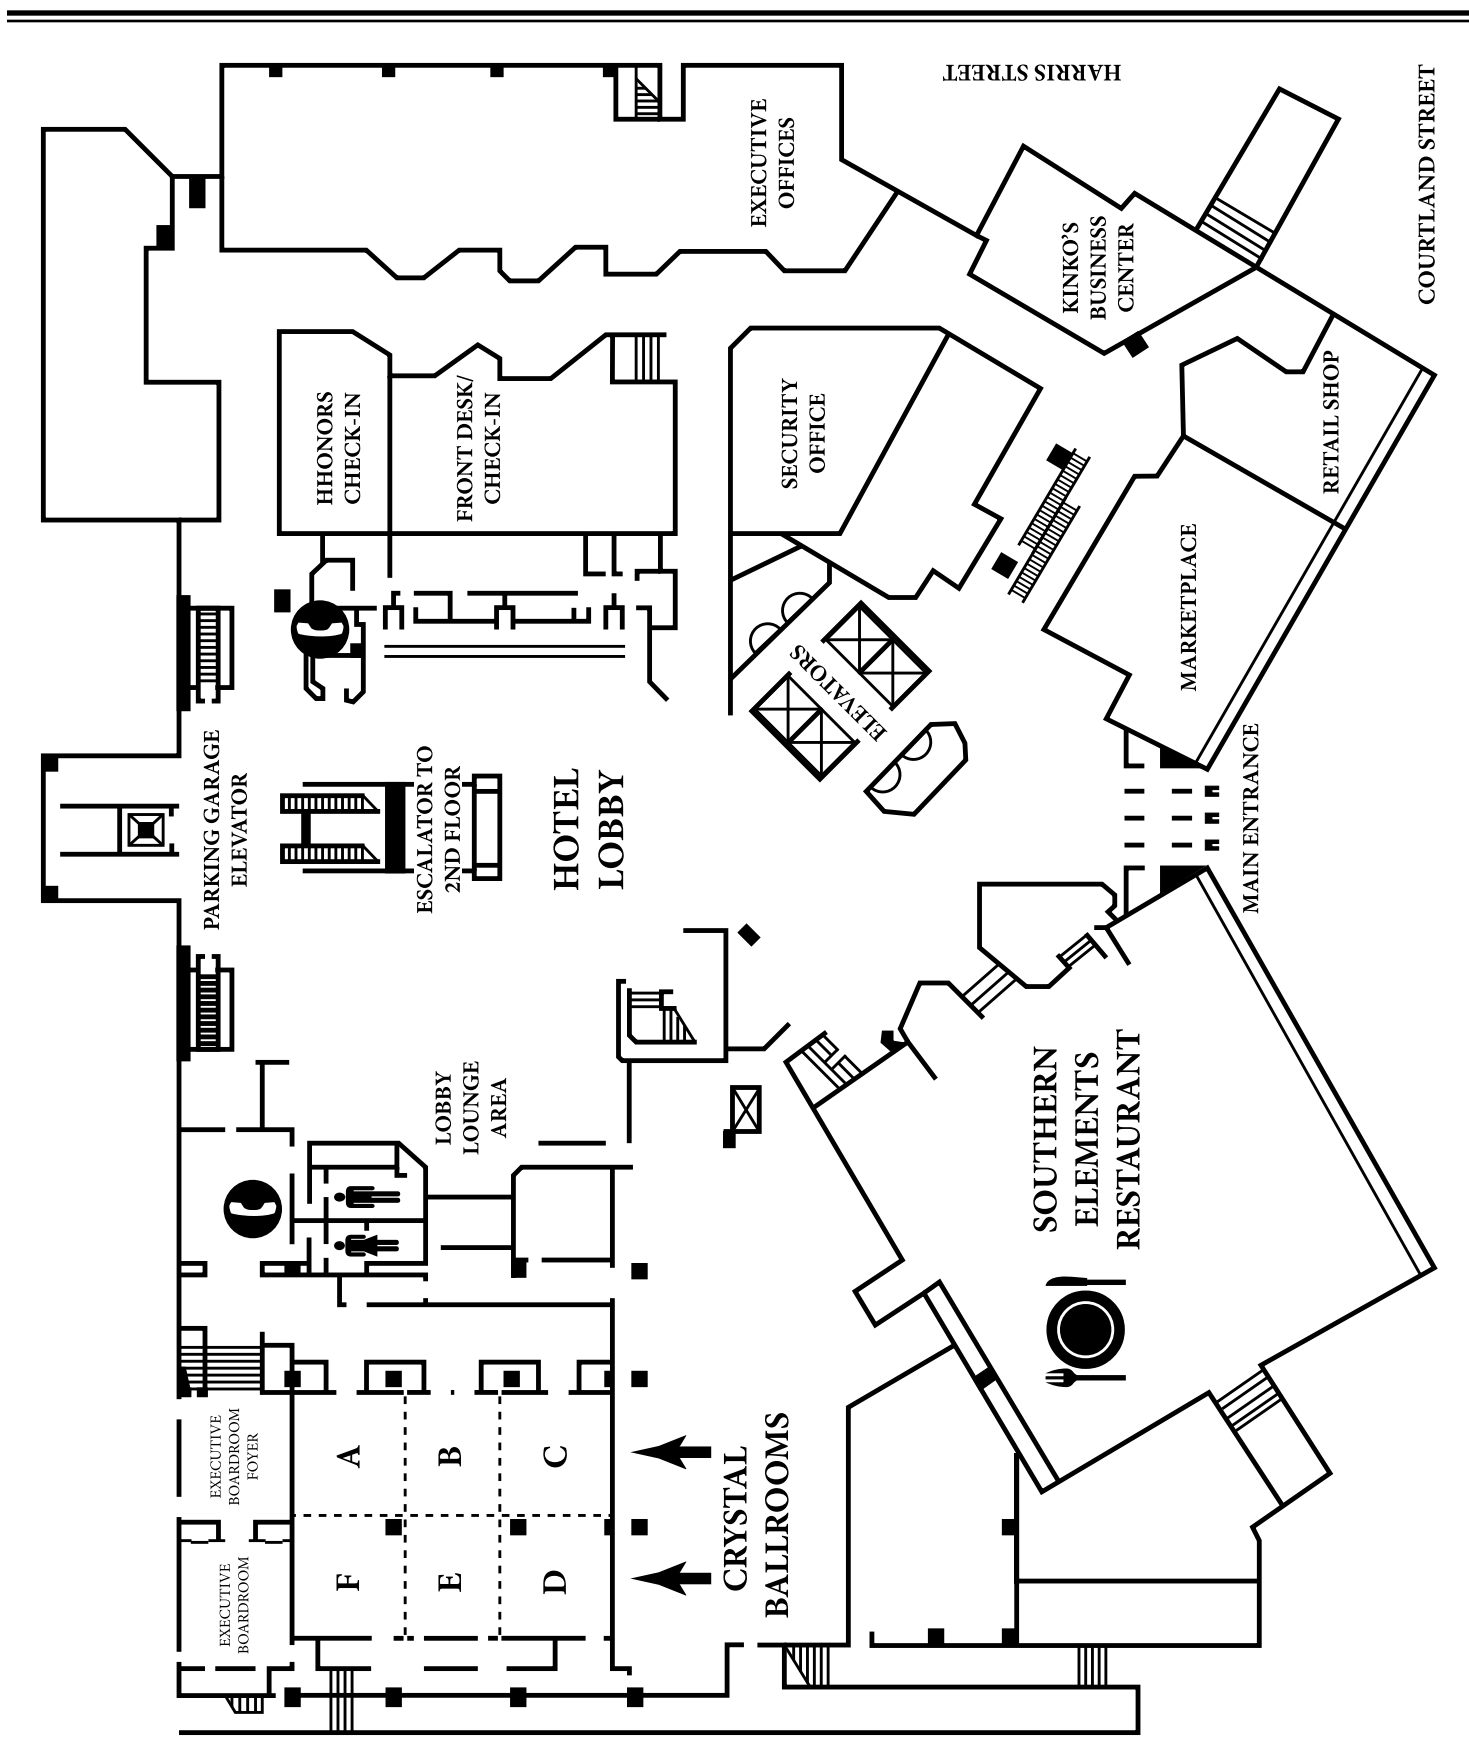 HARRIS STREET
COURTLAND STREET
EXECUTIVE
OFFICES
KINKO'S
BUSINESS
CENTER
HHONORS
CHECK-IN
FRONT DESK/
CHECK-IN
SECURITY
OFFICE
RETAIL SHOP
MARKETPLACE
ELEVATORS
PARKING GARAGE
ELEVATOR
ESCALATOR TO
2ND FLOOR
HOTEL
LOBBY
MAIN ENTRANCE
LOBBY
LOUNGE
AREA
SOUTHERN
ELEMENTS
RESTAURANT
EXECUTIVE
BOARDROOM
FOYER
EXECUTIVE
BOARDROOM
A
B
C
F
E
D
CRYSTAL
BALLROOMS